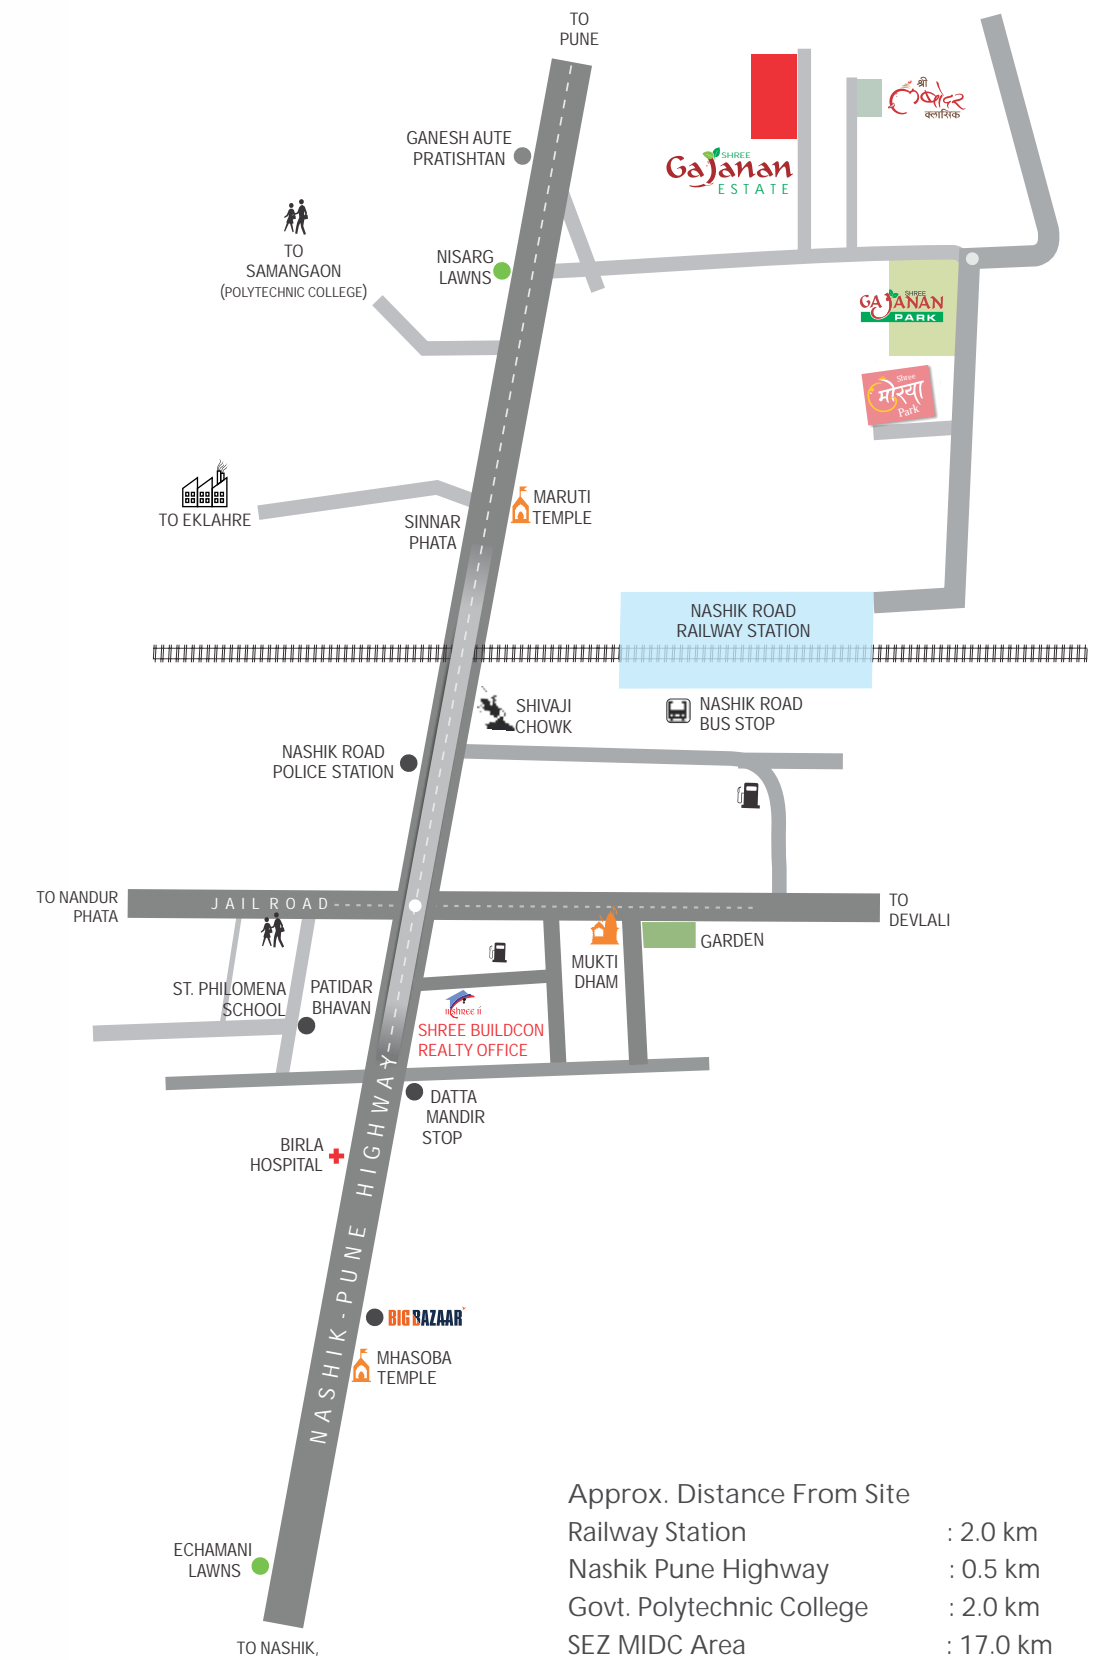 TO
PUNE
श्री
लंबोदर
क्लासिक
GANESH AUTE
PRATISHTAN
SHREE
GaJanan
ESTATE
TO
SAMANGAON
(POLYTECHNIC COLLEGE)
NISARG
LAWNS
SHREE
GAJANAN
PARK
Shree
मोरया
Park
TO EKLAHRE
SINNAR
PHATA
MARUTI
TEMPLE
NASHIK ROAD
RAILWAY STATION
SHIVAJI
CHOWK
NASHIK ROAD
BUS STOP
NASHIK ROAD
POLICE STATION
TO NANDUR
PHATA
JAIL ROAD
TO
DEVLALI
GARDEN
MUKTI
DHAM
ST. PHILOMENA
SCHOOL
PATIDAR
BHAVAN
II SHREE II
SHREE BUILDCON
REALTY OFFICE
DATTA
MANDIR
STOP
BIRLA
HOSPITAL
NASHIK-PUNE HIGHWAY
BIG BAZAAR
MHASOBA
TEMPLE
ECHAMANI
LAWNS
TO NASHIK,
Approx. Distance From Site
Railway Station : 2.0 km
Nashik Pune Highway : 0.5 km
Govt. Polytechnic College : 2.0 km
SEZ MIDC Area : 17.0 km